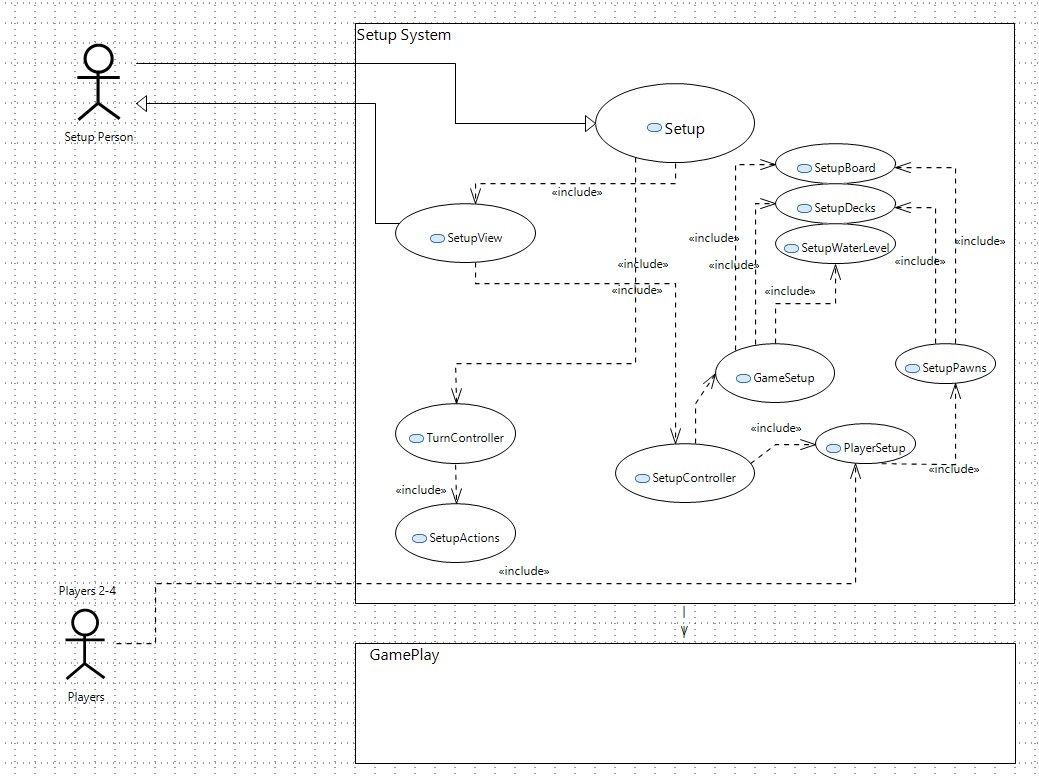 Setup System
Setup Person
Setup
SetupBoard
«include»
SetupDecks
SetupView
«include»
«include»
SetupWaterLevel
«include»
«include»
«include»
«include»
«include»
GameSetup
SetupPawns
«include»
TurnController
PlayerSetup
«include»
SetupController
«include»
SetupActions
«include»
Players 2-4
GamePlay
Players